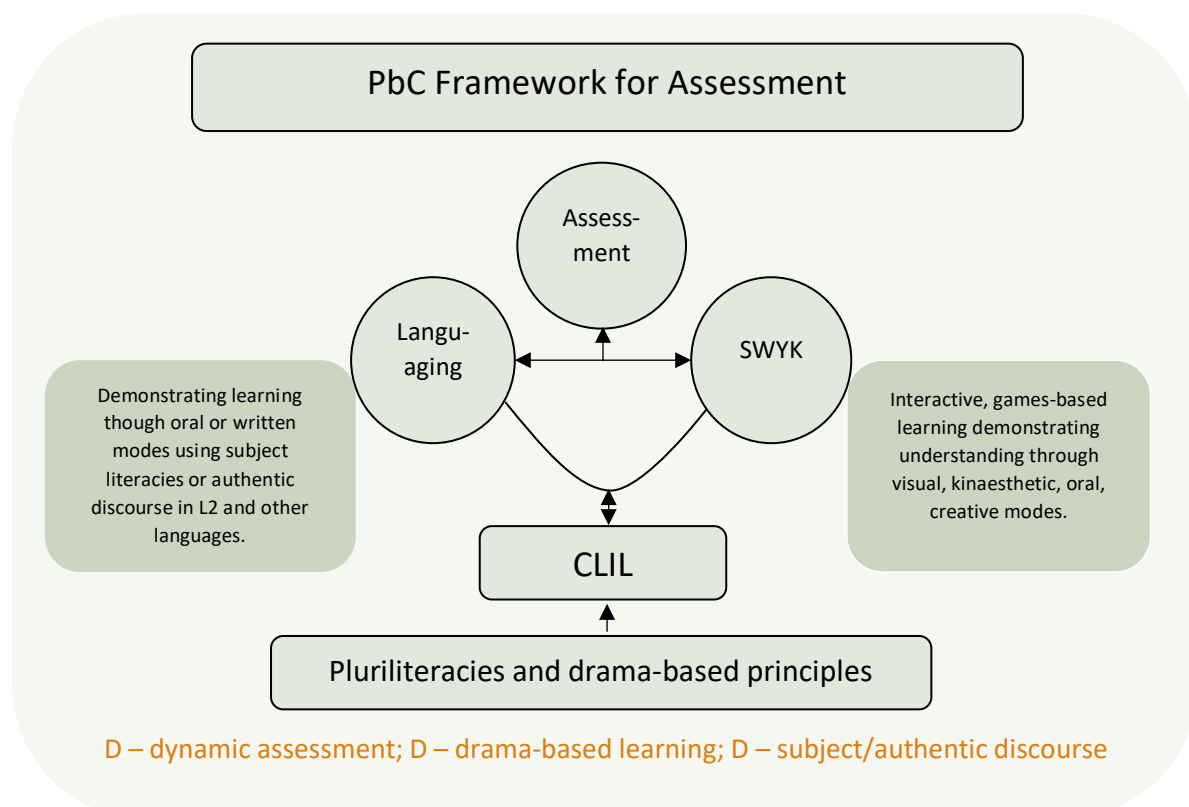 PbC Framework for Assessment
Assess-
ment
Langu-
aging
SWYK
Demonstrating learning
though oral or written
modes using subject
literacies or authentic
discourse in L2 and other
languages.
Interactive, games-based
learning demonstrating
understanding through
visual, kinaesthetic, oral,
creative modes.
CLIL
Pluriliteracies and drama-based principles
D – dynamic assessment; D – drama-based learning; D – subject/authentic discourse